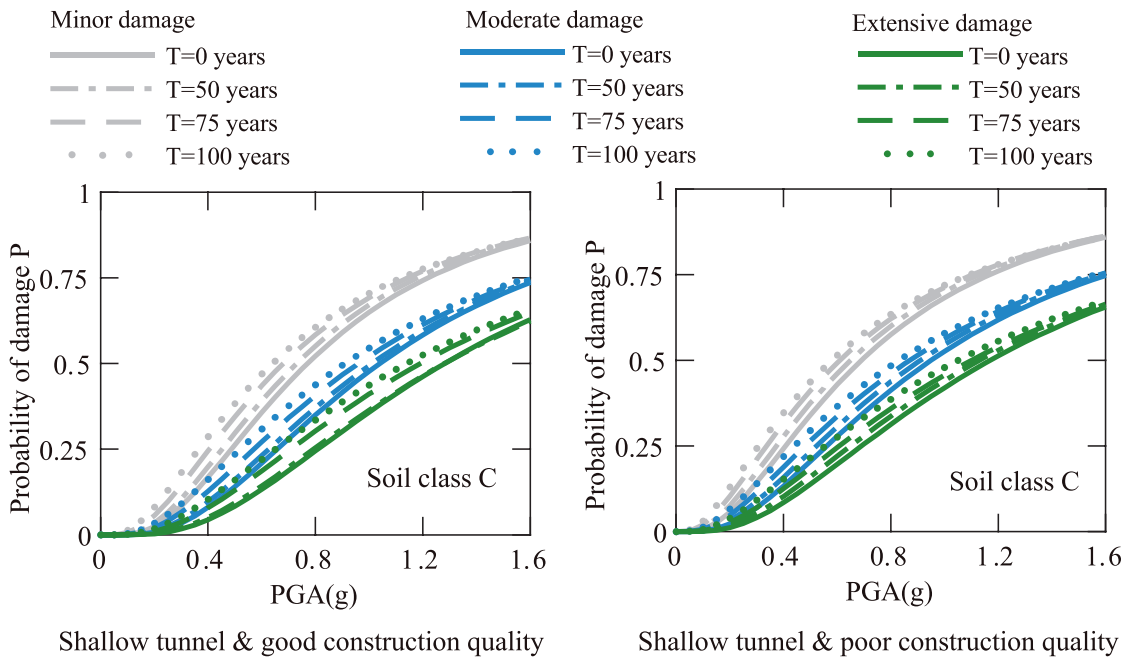 Minor damage
T=0 years
T=50 years
T=75 years
T=100 years
Moderate damage
T=0 years
T=50 years
T=75 years
T=100 years
Extensive damage
T=0 years
T=50 years
T=75 years
T=100 years
Probability of damage P
1
0.75
0.5
0.25
0
Soil class C
0 0.4 0.8 1.2 1.6
PGA(g)
Shallow tunnel & good construction quality
Probability of damage P
1
0.75
0.5
0.25
0
Soil class C
0 0.4 0.8 1.2 1.6
PGA(g)
Shallow tunnel & poor construction quality